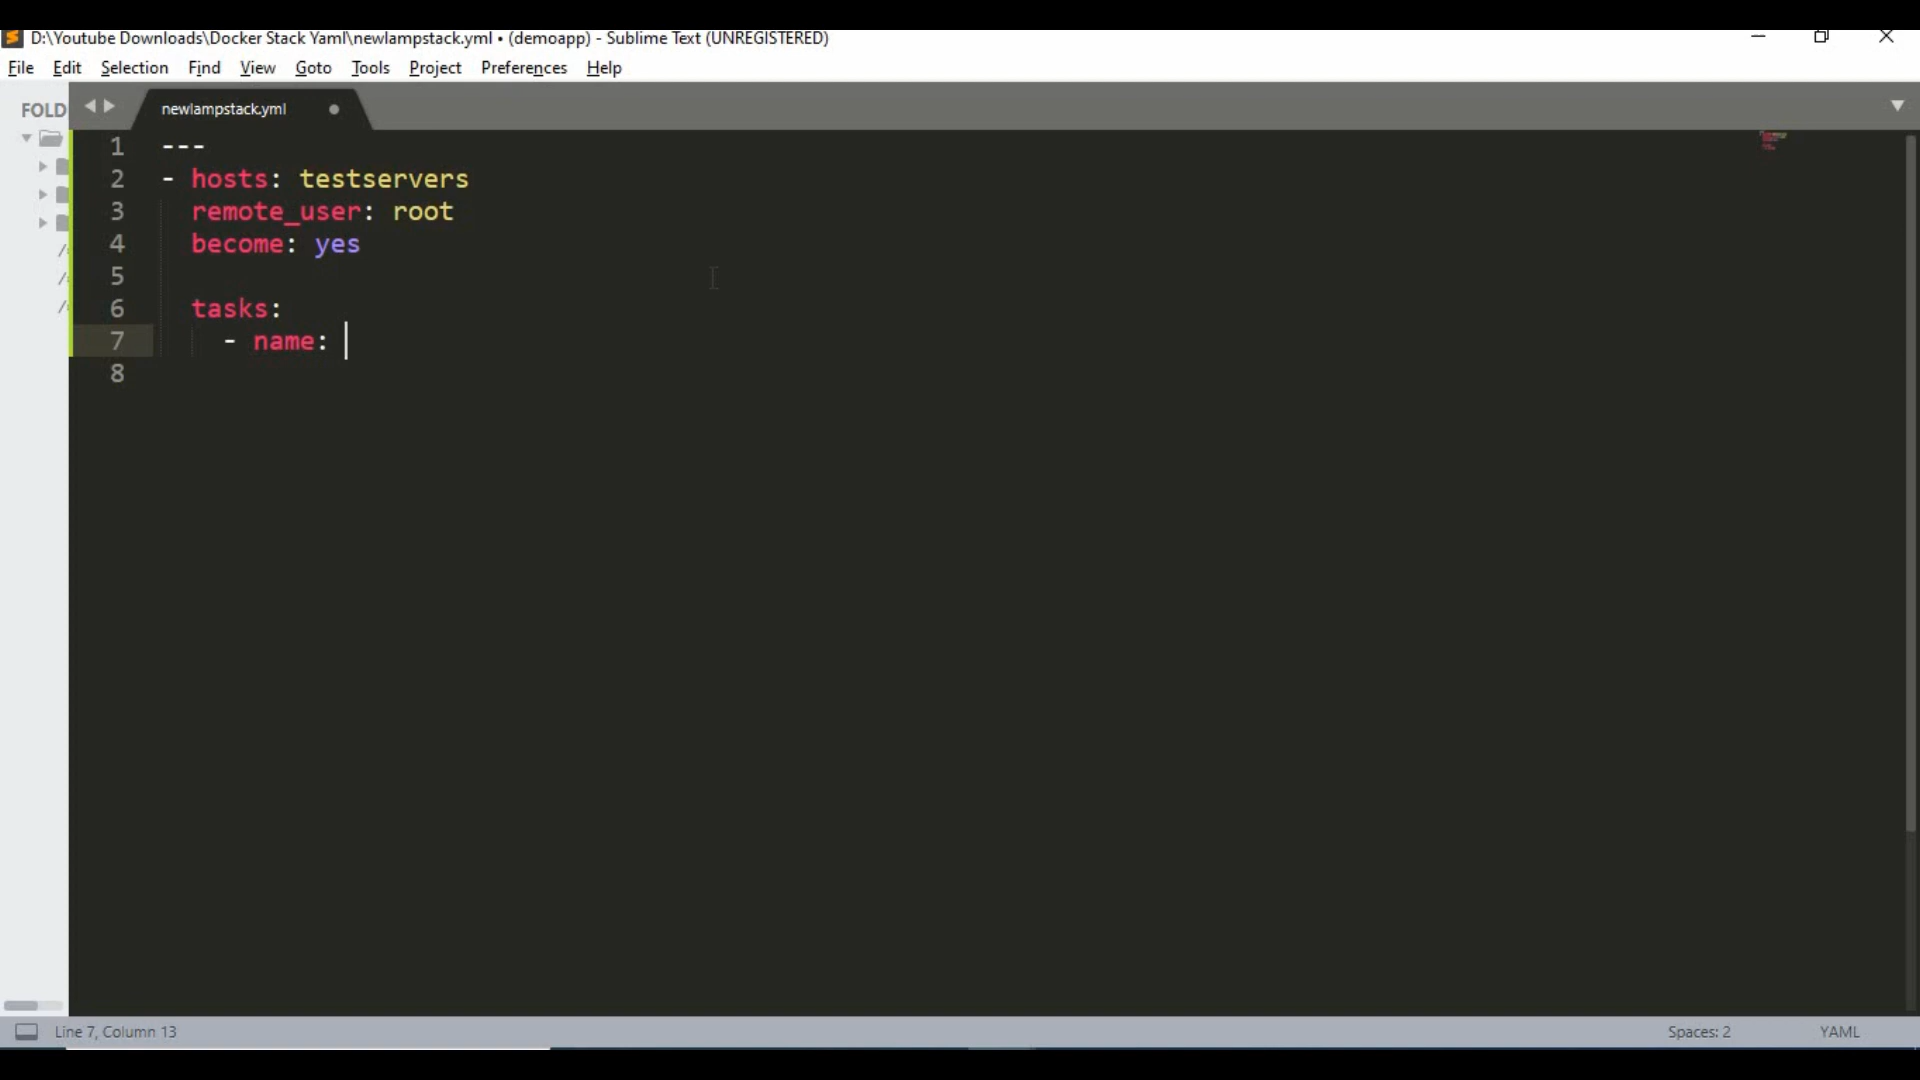 D:\Youtube Downloads\Docker Stack Yaml\newlampstack.yml • (demoapp) - Sublime Text (UNREGISTERED)
File Edit Selection Find View Goto Tools Project Preferences Help
FOLD
newlampstack.yml
1 ---
2 - hosts: testservers
3 remote_user: root
4 become: yes
5
6 tasks:
7 - name:
8
Line 7, Column 13
Spaces: 2
YAML